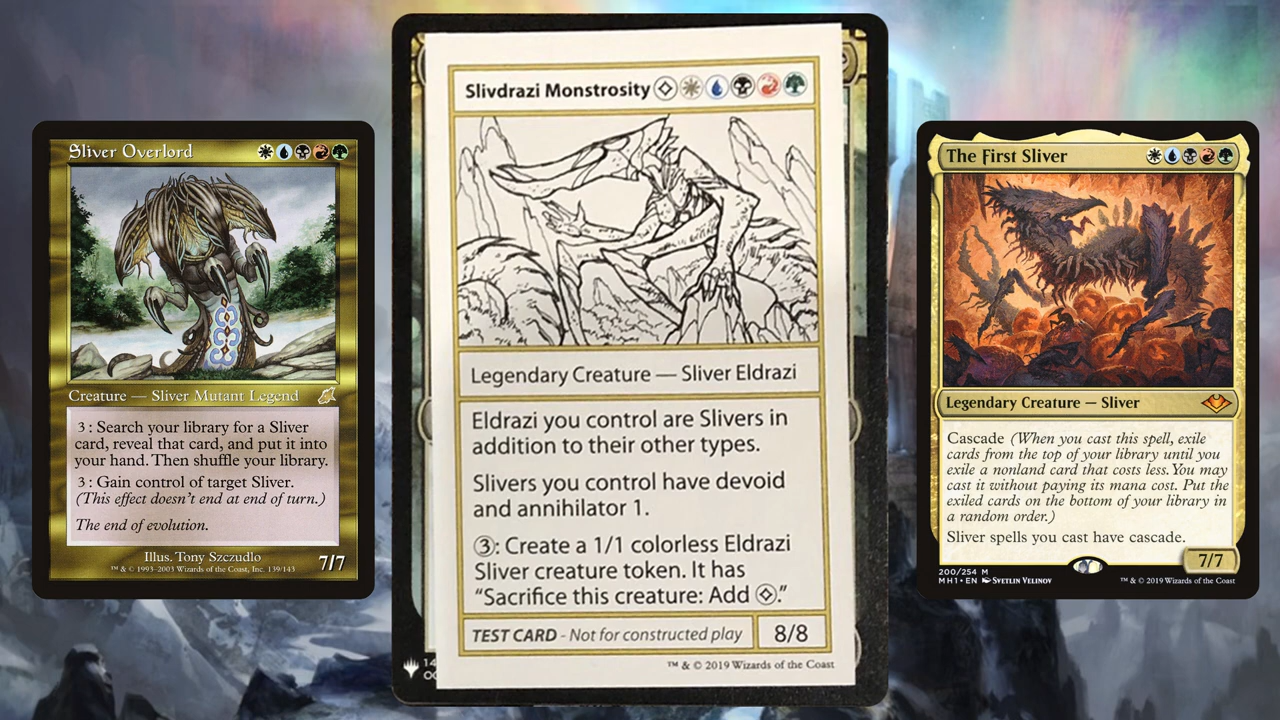 Sliver Overlord
Creature — Sliver Mutant Legend
3: Search your library for a Sliver
card, reveal that card, and put it into
your hand. Then shuffle your library.
3: Gain control of target Sliver.
(This effect doesn't end at end of turn.)
The end of evolution.
Illus. Tony Szczudlo
7/7
™ & © 1993–2003 Wizards of the Coast, Inc. 139/143
Slivdrazi Monstrosity
Legendary Creature — Sliver Eldrazi
Eldrazi you control are Slivers in
addition to their other types.
Slivers you control have devoid
and annihilator 1.
3: Create a 1/1 colorless Eldrazi
Sliver creature token. It has
“Sacrifice this creature: Add ◇.”
TEST CARD - Not for constructed play
8/8
™ & © 2019 Wizards of the Coast
The First Sliver
Legendary Creature — Sliver
Cascade (When you cast this spell, exile
cards from the top of your library until you
exile a nonland card that costs less. You may
cast it without paying its mana cost. Put the
exiled cards on the bottom of your library in
a random order.)
Sliver spells you cast have cascade.
7/7
200/254 M
MH1 • EN Svetlin Velinov
™ & © 2019 Wizards of the Coast